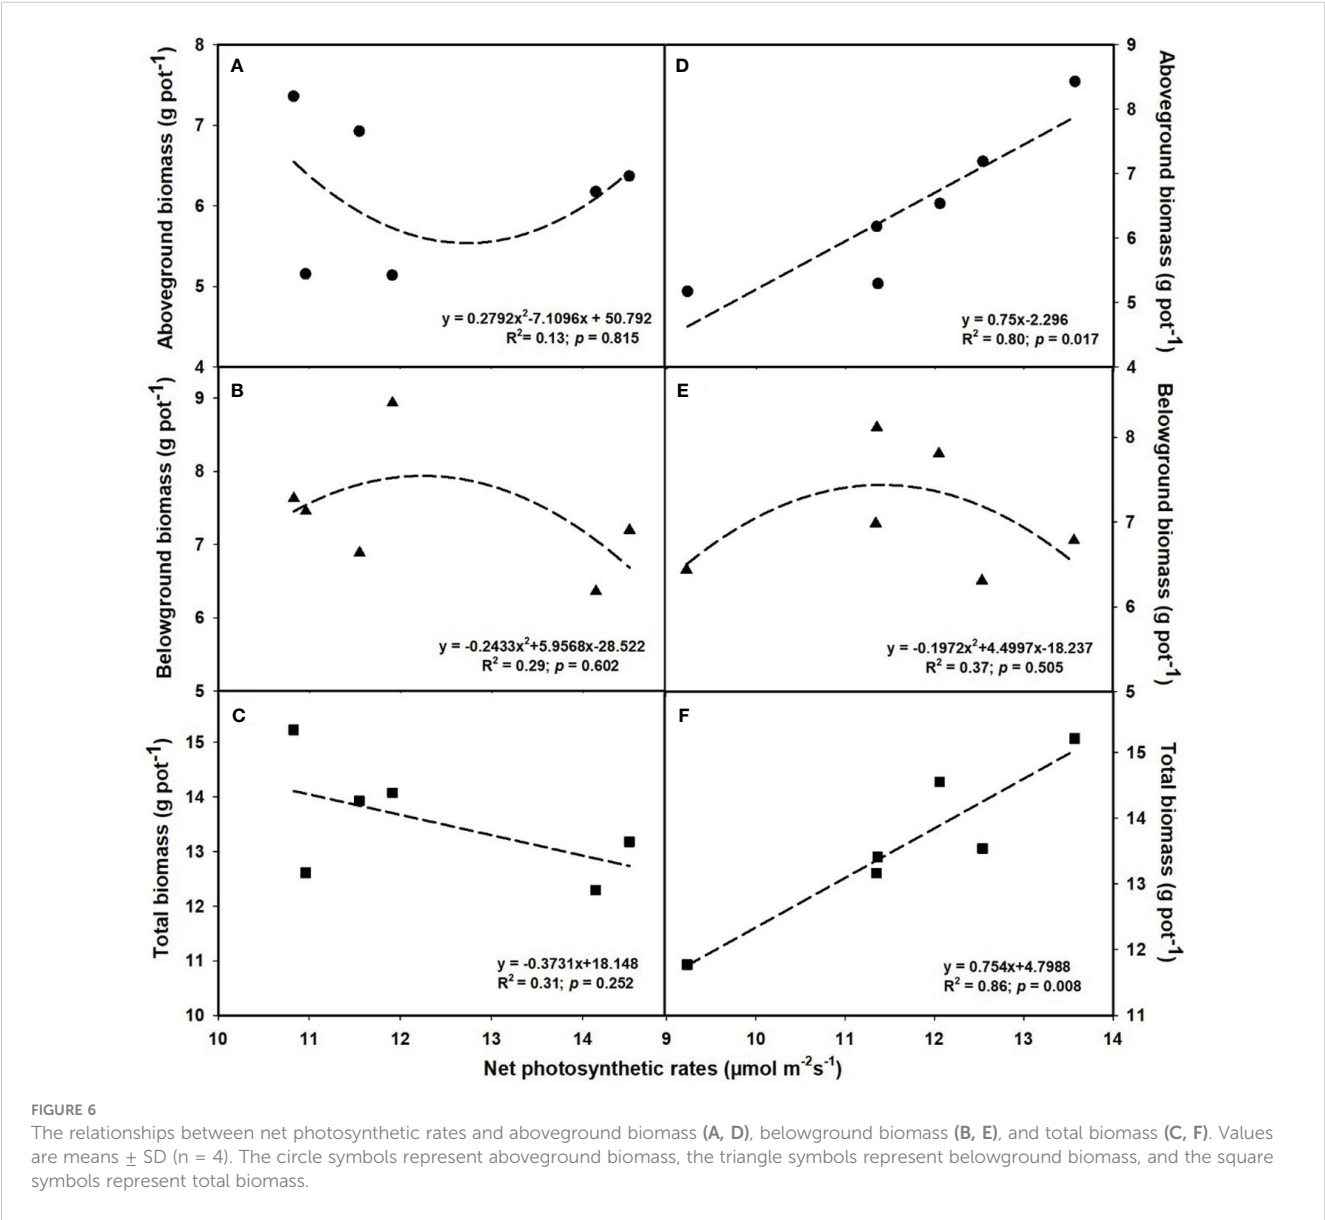 A
Aboveground biomass (g pot-1)
8
7
6
5
4
y = 0.2792x2-7.1096x + 50.792
R2= 0.13; p = 0.815
D
Aboveground biomass (g pot-1)
9
8
7
6
5
4
y = 0.75x-2.296
R2 = 0.80; p = 0.017
B
Belowground biomass (g pot-1)
9
8
7
6
5
y = -0.2433x2+5.9568x-28.522
R2 = 0.29; p = 0.602
E
Belowground biomass (g pot-1)
8
7
6
5
y = -0.1972x2+4.4997x-18.237
R2 = 0.37; p = 0.505
C
Total biomass (g pot-1)
15
14
13
12
11
10
y = -0.3731x+18.148
R2 = 0.31; p = 0.252
F
Total biomass (g pot-1)
15
14
13
12
11
y = 0.754x+4.7988
R2 = 0.86; p = 0.008
10 11 12 13 14 9 10 11 12 13 14
Net photosynthetic rates (µmol m-2s-1)
FIGURE 6
The relationships between net photosynthetic rates and aboveground biomass (A, D), belowground biomass (B, E), and total biomass (C, F). Values
are means ± SD (n = 4). The circle symbols represent aboveground biomass, the triangle symbols represent belowground biomass, and the square
symbols represent total biomass.